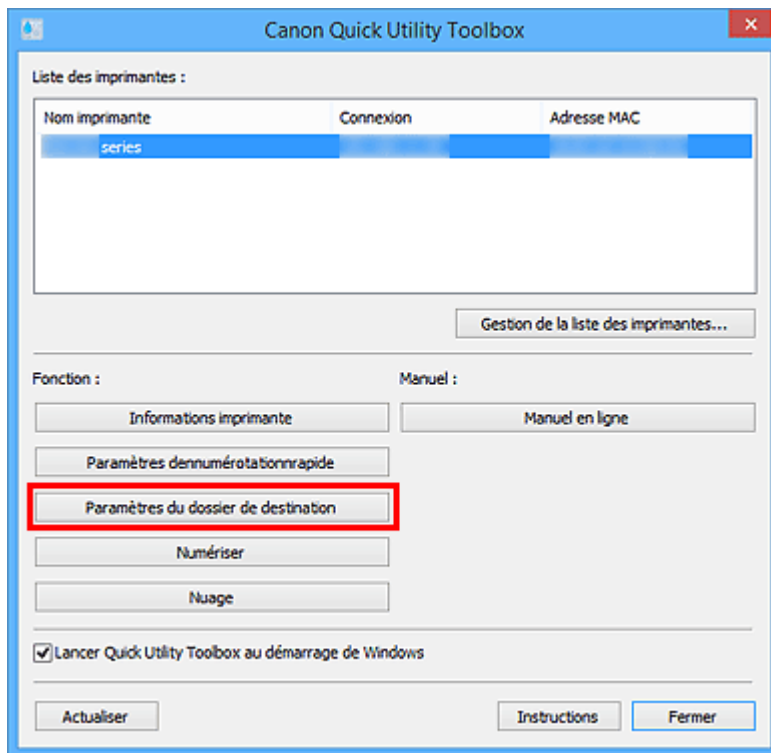 Canon Quick Utility Toolbox
Liste des imprimantes :
Nom imprimante Connexion Adresse MAC
series
Gestion de la liste des imprimantes...
Fonction : Manuel :
Informations imprimante Manuel en ligne
Paramètres dennumérotationnrapide
Paramètres du dossier de destination
Numériser
Nuage
Lancer Quick Utility Toolbox au démarrage de Windows
Actualiser Instructions Fermer